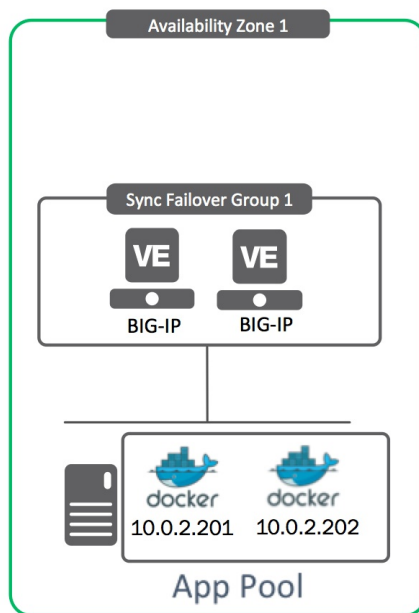 Availability Zone 1
Sync Failover Group 1
VE VE
BIG-IP BIG-IP
docker docker
10.0.2.201 10.0.2.202
App Pool